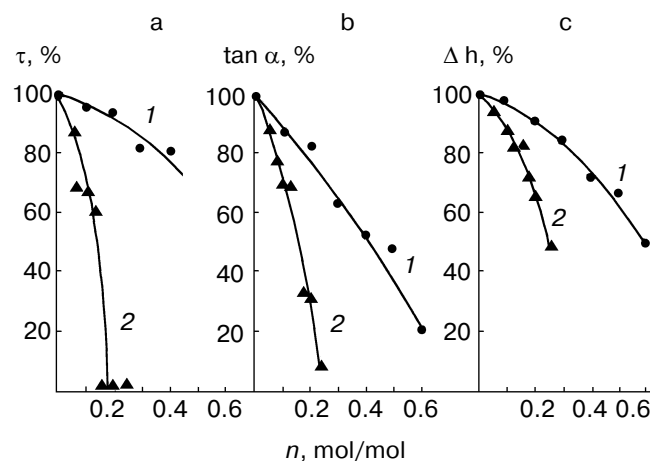 a b c
τ, % tan α, % Δ h, %
100 100 100
80 80 80
60 60 60
40 40 40
20 20 20
1 1 1
2 2 2
0.2 0.4 0.6 0.2 0.4 0.6 0.2 0.4 0.6
n, mol/mol